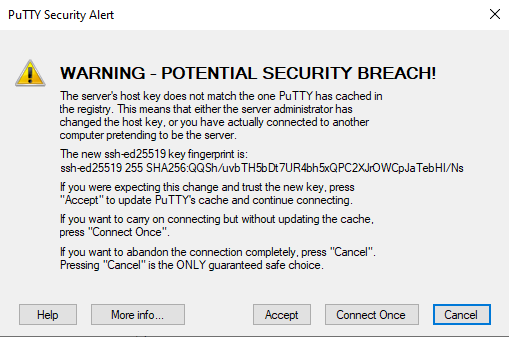 PuTTY Security Alert
WARNING - POTENTIAL SECURITY BREACH!
The server's host key does not match the one PuTTY has cached in
the registry. This means that either the server administrator has
changed the host key, or you have actually connected to another
computer pretending to be the server.
The new ssh-ed25519 key fingerprint is:
ssh-ed25519 255 SHA256:QQSh/uvbTH5bDt7UR4bh5xQPC2XJrOWCpJaTebHI/Ns
If you were expecting this change and trust the new key, press
"Accept" to update PuTTY's cache and continue connecting.
If you want to carry on connecting but without updating the cache,
press "Connect Once".
If you want to abandon the connection completely, press "Cancel".
Pressing "Cancel" is the ONLY guaranteed safe choice.
Help More info... Accept Connect Once Cancel